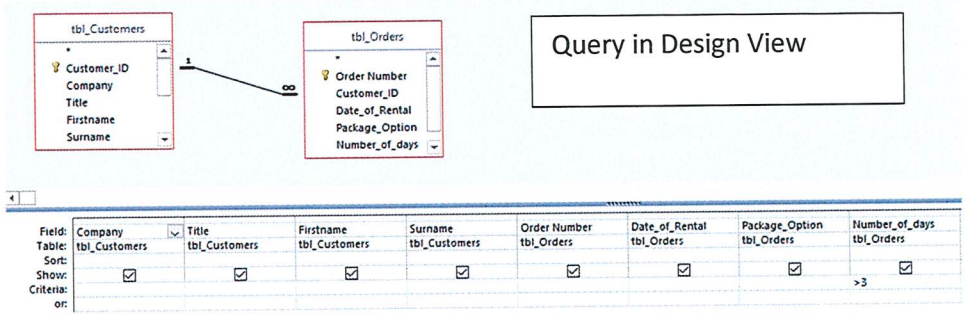 tbl_Customers
*
Customer_ID
Company
Title
Firstname
Surname
1
∞
tbl_Orders
*
Order Number
Customer_ID
Date_of_Rental
Package_Option
Number_of_days
Query in Design View
Field: Company Title Firstname Surname Order Number Date_of_Rental Package_Option Number_of_days
Table: tbl_Customers tbl_Customers tbl_Customers tbl_Customers tbl_Orders tbl_Orders tbl_Orders tbl_Orders
Sort:
Show:
Criteria: >3
or: